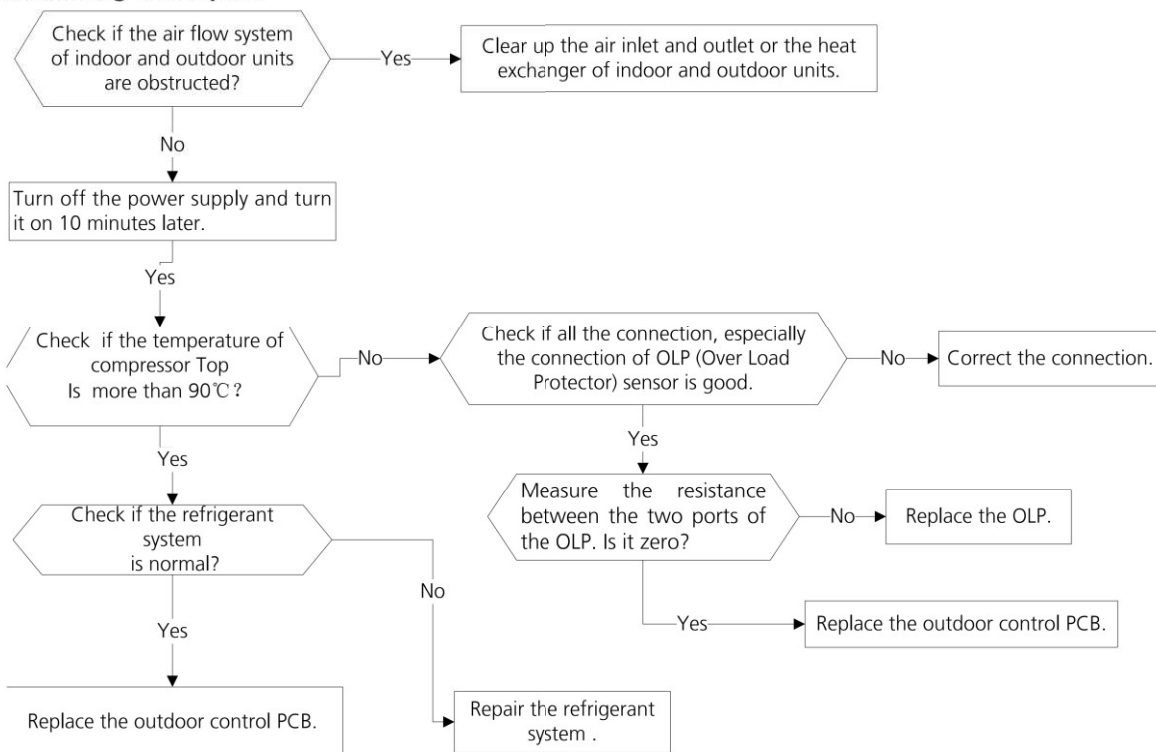 Check if the air flow system
of indoor and outdoor units
are obstructed?
Yes
Clear up the air inlet and outlet or the heat
exchanger of indoor and outdoor units.
No
Turn off the power supply and turn
it on 10 minutes later.
Yes
Check if the temperature of
compressor Top
Is more than 90℃?
No
Check if all the connection, especially
the connection of OLP (Over Load
Protector) sensor is good.
No
Correct the connection.
Yes
Yes
Measure the resistance
between the two ports of
the OLP. Is it zero?
No
Replace the OLP.
Check if the refrigerant
system
is normal?
No
Yes
Yes
Replace the outdoor control PCB.
Replace the outdoor control PCB.
Repair the refrigerant
system .